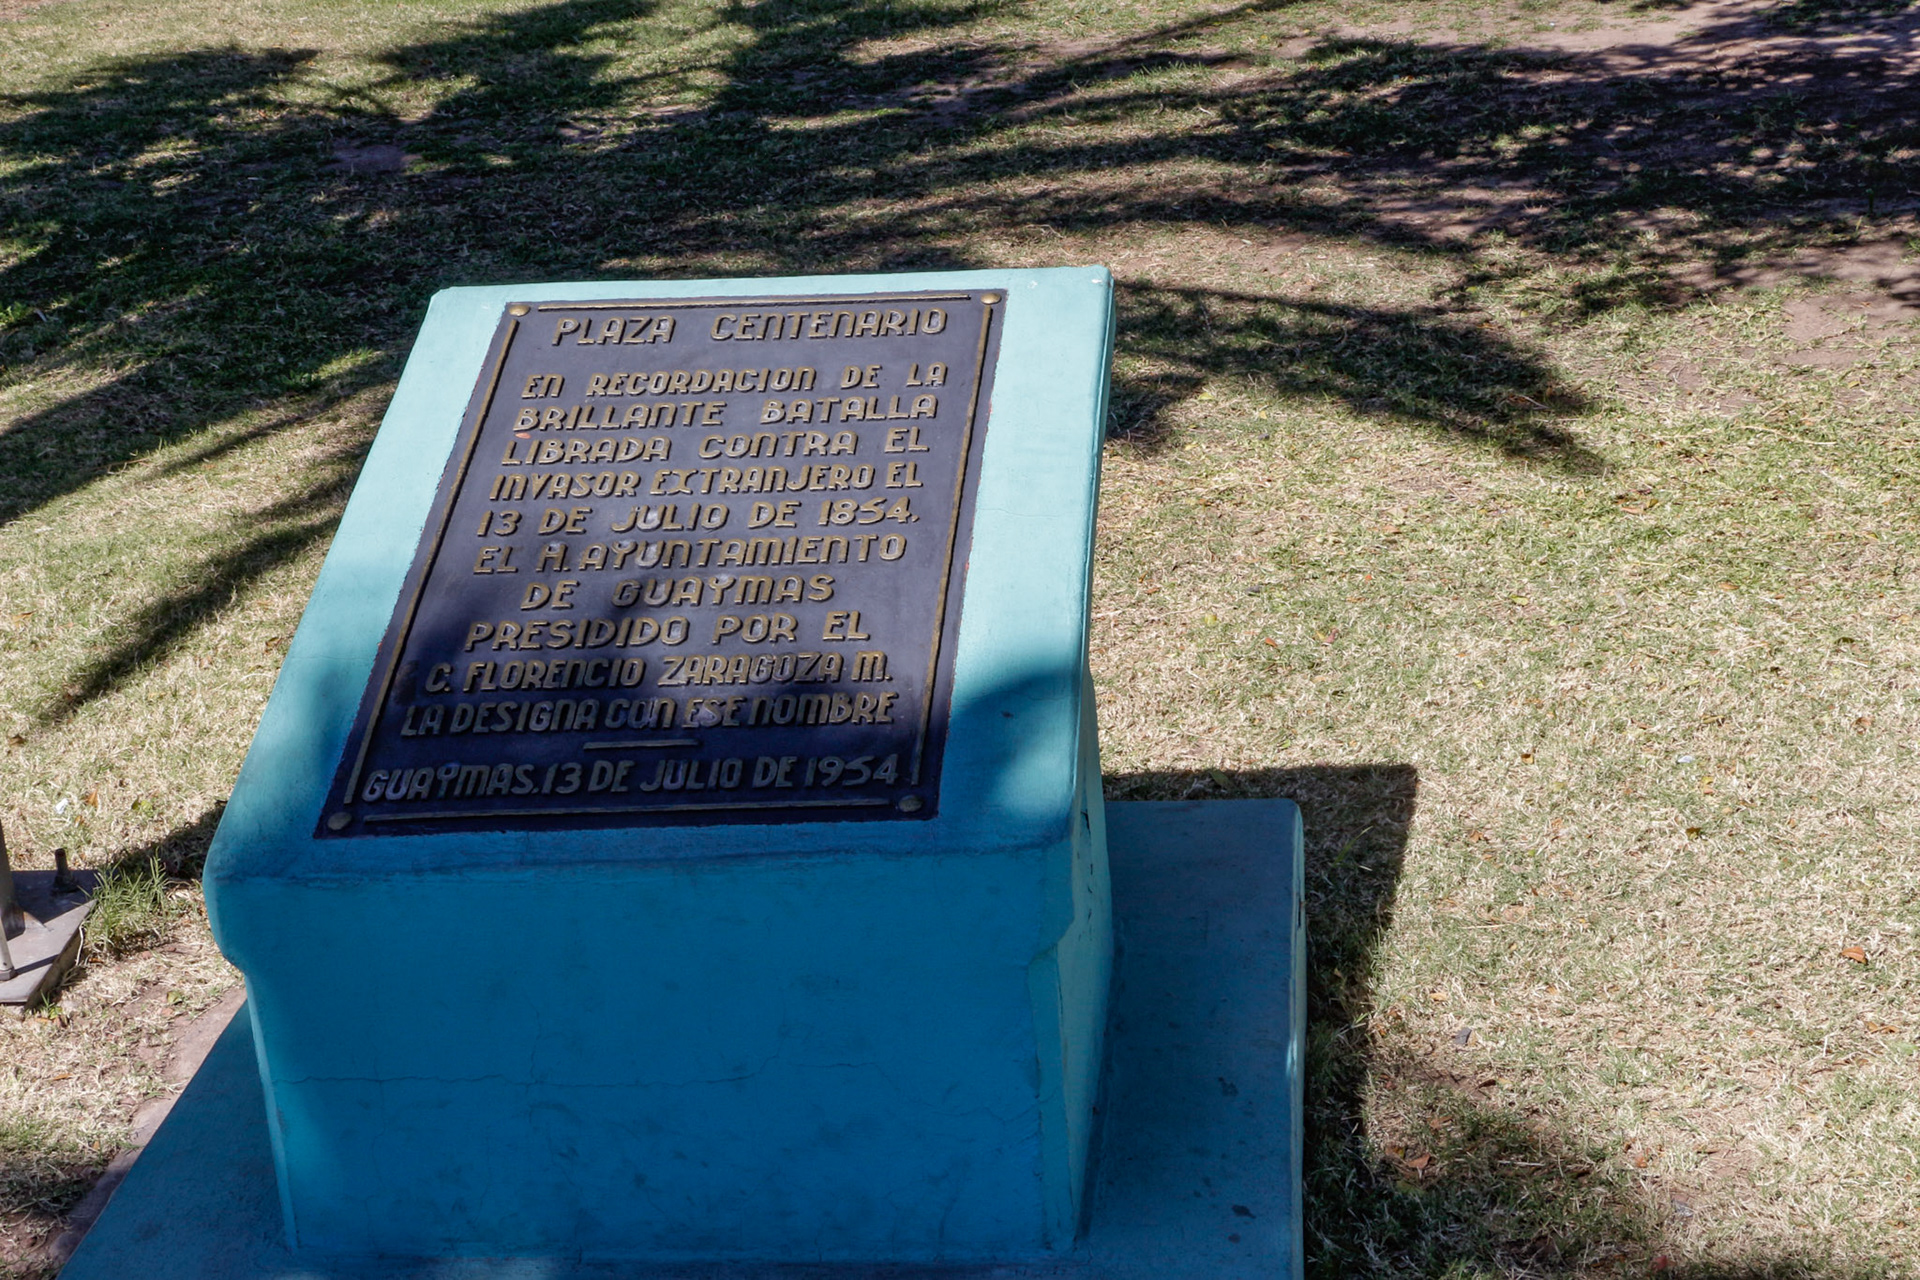 PLAZA CENTENARIO
EN RECORDACION DE LA
BRILLANTE BATALLA
LIBRADA CONTRA EL
INVASOR EXTRANJERO EL
13 DE JULIO DE 1854.
EL H. AYUNTAMIENTO
DE GUAYMAS
PRESIDIDO POR EL
C. FLORENCIO ZARAGOZA M.
LA DESIGNA CON ESE NOMBRE
GUAYMAS, 13 DE JULIO DE 1954